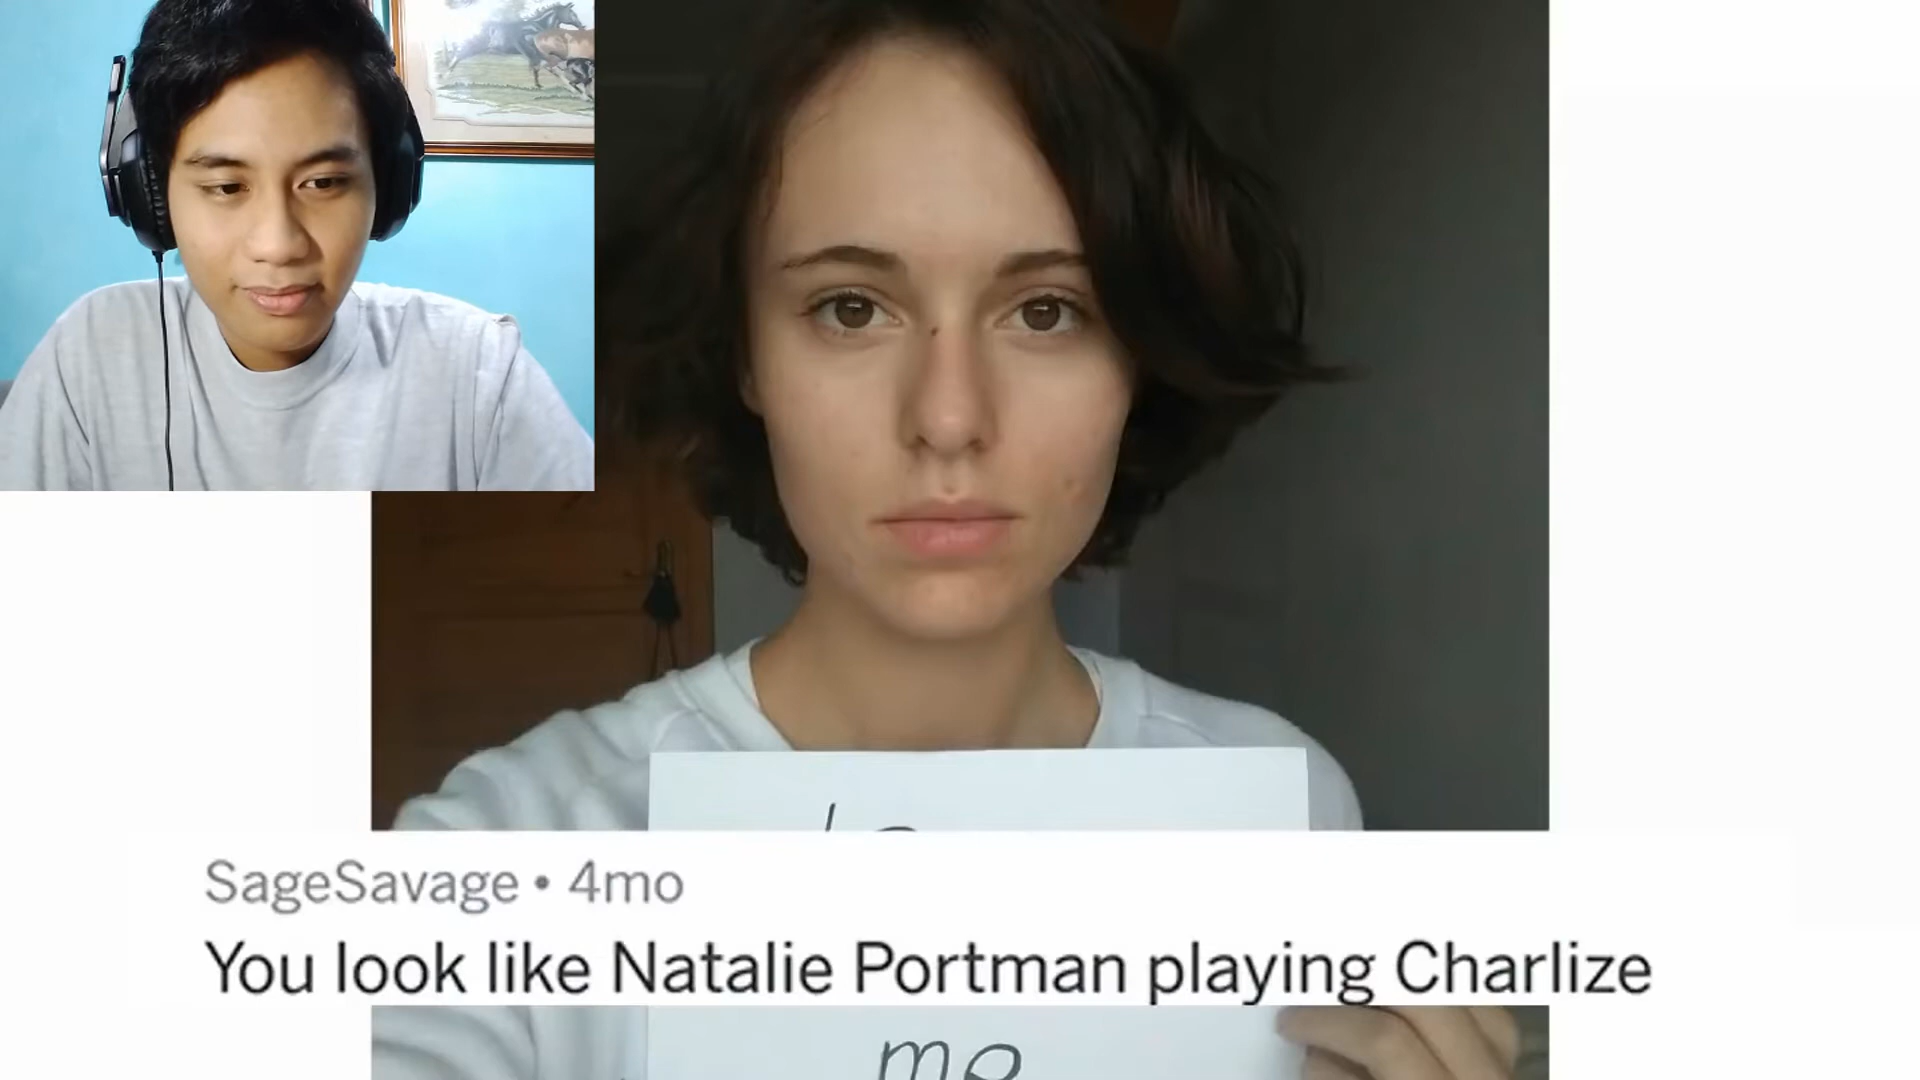 SageSavage • 4mo
You look like Natalie Portman playing Charlize
me